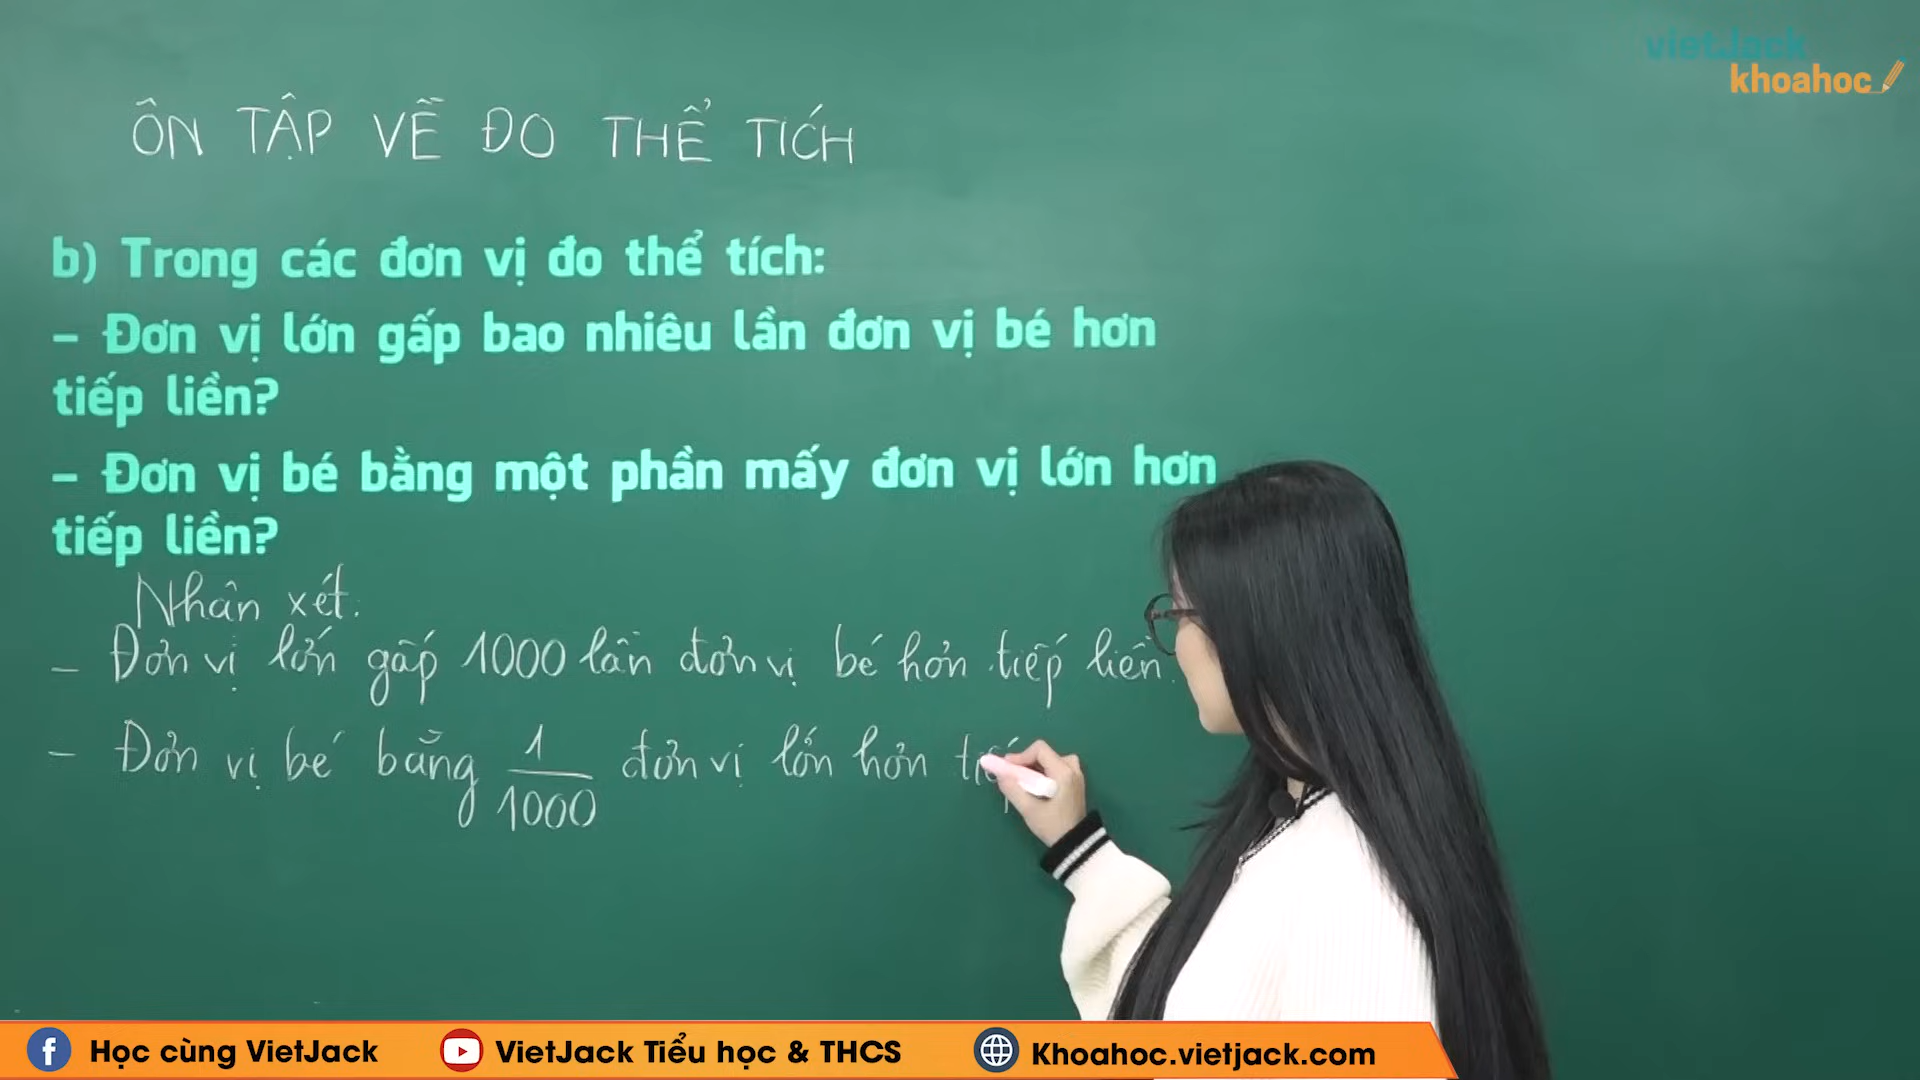 vietJack
khoahoc
ÔN TẬP VỀ ĐO THỂ TÍCH
b) Trong các đơn vị đo thể tích:
– Đơn vị lớn gấp bao nhiêu lần đơn vị bé hơn
tiếp liền?
– Đơn vị bé bằng một phần mấy đơn vị lớn hơn
tiếp liền?
Nhận xét:
– Đơn vị lớn gấp 1000 lần đơn vị bé hơn tiếp liền.
– Đơn vị bé bằng 1/1000 đơn vị lớn hơn
Học cùng VietJack
VietJack Tiểu học & THCS
Khoahoc.vietjack.com